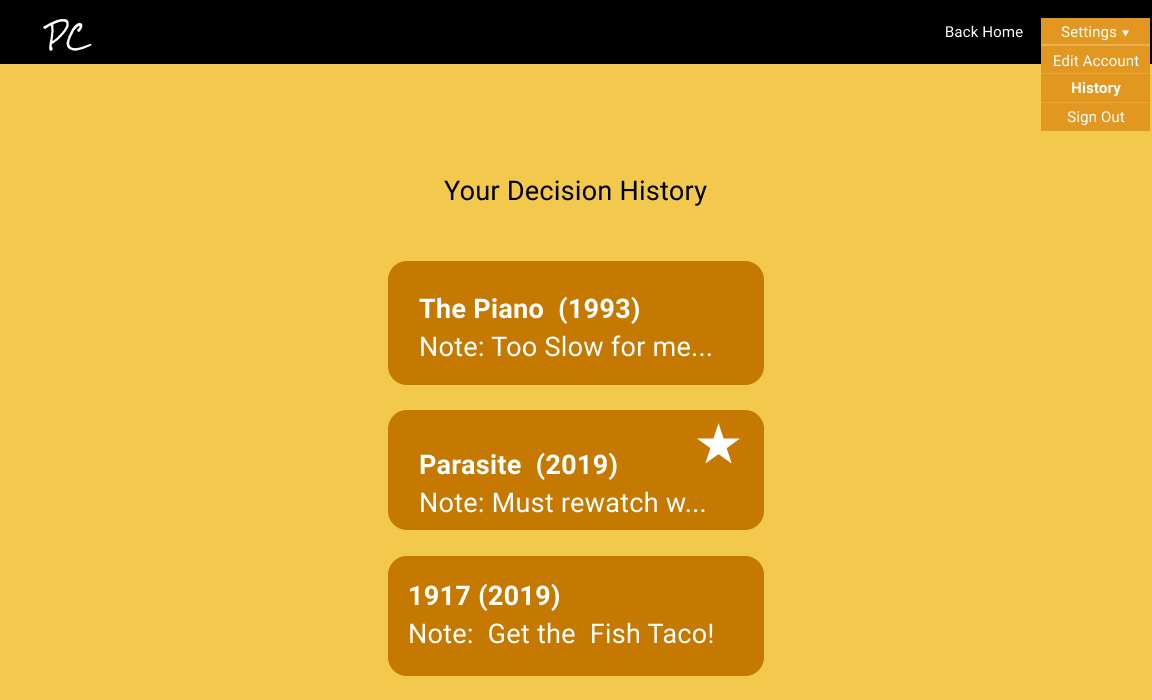 PC
Back Home
Settings ▾
Edit Account
History
Sign Out
Your Decision History
The Piano  (1993)
Note: Too Slow for me...
Parasite  (2019)
Note: Must rewatch w...
1917 (2019)
Note:  Get the  Fish Taco!